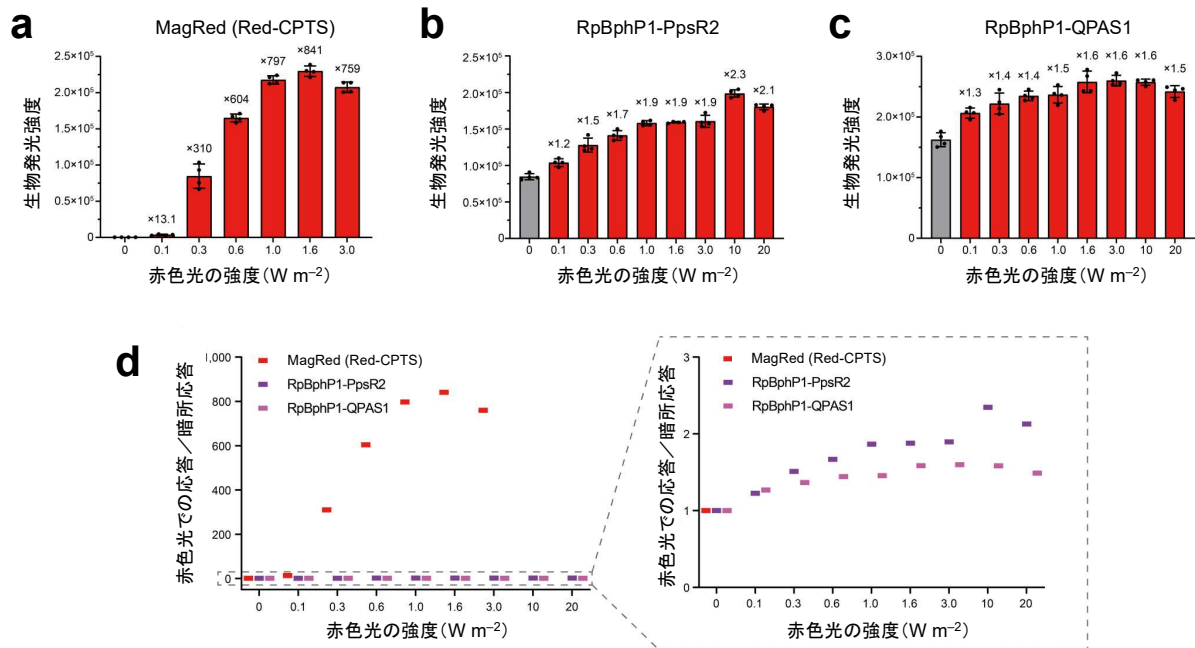 a
MagRed (Red-CPTS)
生物発光強度
2.5×10⁵
2.0×10⁵
1.5×10⁵
1.0×10⁵
0.5×10⁵
0
×13.1
×310
×604
×797
×841
×759
0 0.1 0.3 0.6 1.0 1.6 3.0
赤色光の強度(W m⁻²)
b
RpBphP1-PpsR2
生物発光強度
2.5×10⁵
2.0×10⁵
1.5×10⁵
1.0×10⁵
0.5×10⁵
0
×1.2
×1.5
×1.7
×1.9
×1.9
×1.9
×2.3
×2.1
0 0.1 0.3 0.6 1.0 1.6 3.0 10 20
赤色光の強度(W m⁻²)
c
RpBphP1-QPAS1
生物発光強度
3.0×10⁵
2.0×10⁵
1.0×10⁵
0
×1.3
×1.4
×1.4
×1.5
×1.6
×1.6
×1.6
×1.5
0 0.1 0.3 0.6 1.0 1.6 3.0 10 20
赤色光の強度(W m⁻²)
d
赤色光での応答/暗所応答
1,000
800
600
400
200
0
MagRed (Red-CPTS)
RpBphP1-PpsR2
RpBphP1-QPAS1
0 0.1 0.3 0.6 1.0 1.6 3.0 10 20
赤色光の強度(W m⁻²)
赤色光での応答/暗所応答
3
2
1
0
MagRed (Red-CPTS)
RpBphP1-PpsR2
RpBphP1-QPAS1
0 0.1 0.3 0.6 1.0 1.6 3.0 10 20
赤色光の強度(W m⁻²)